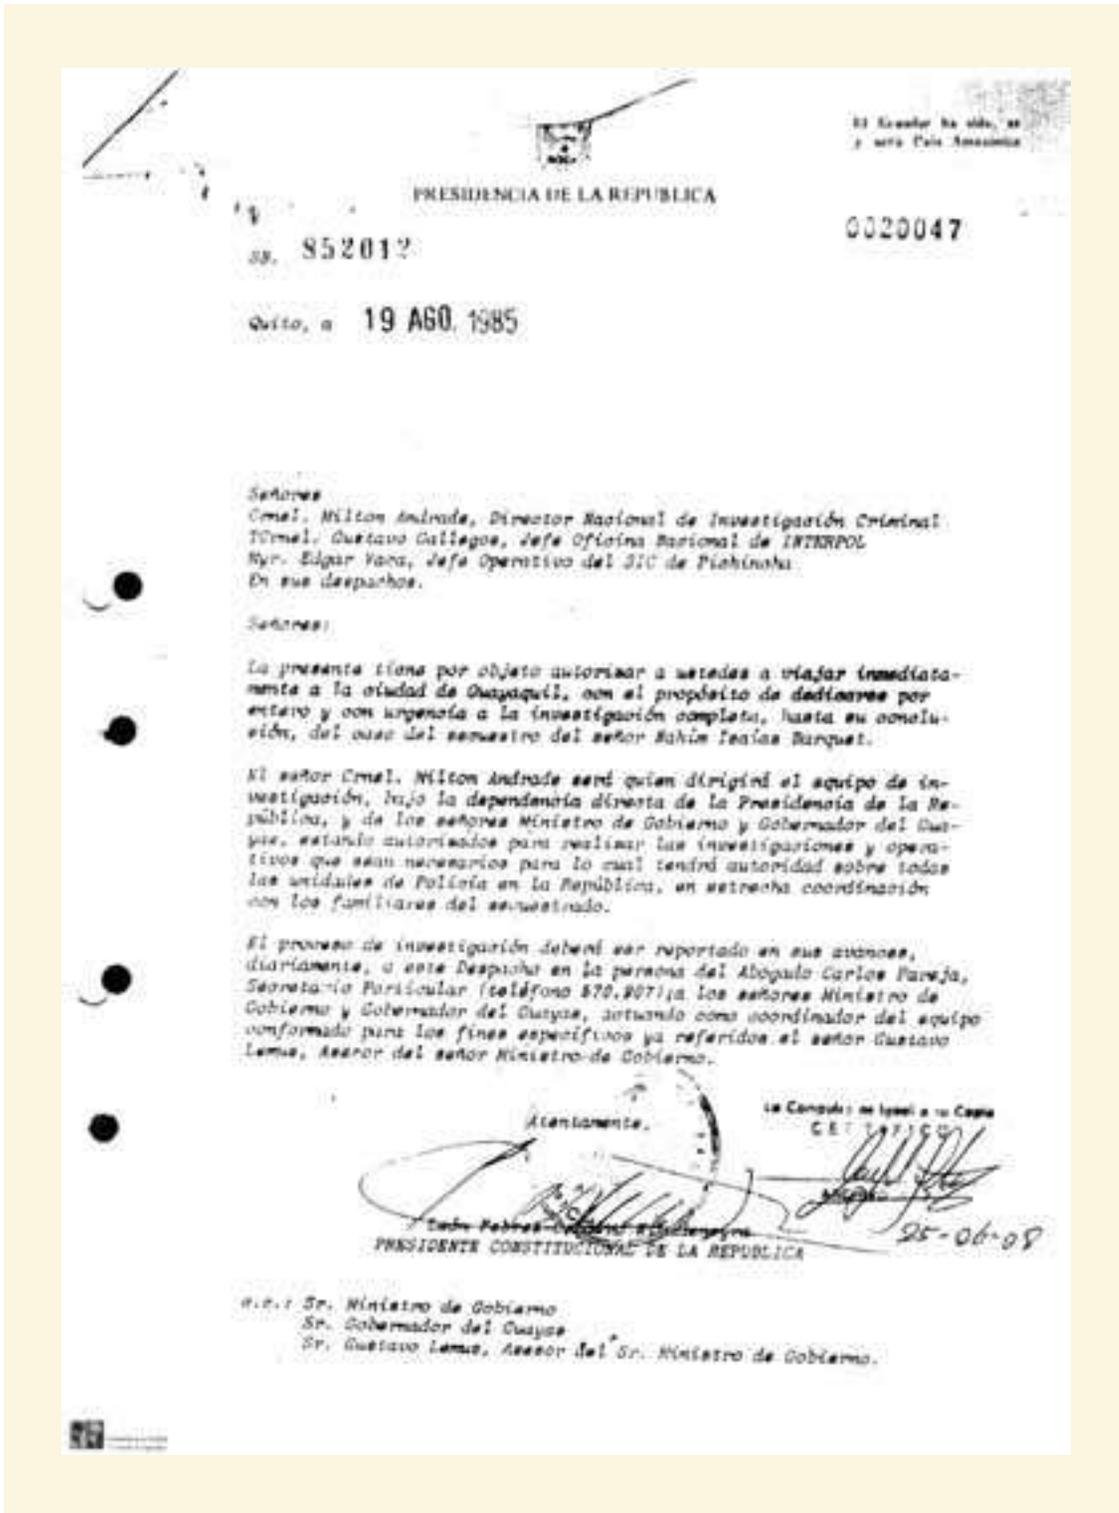 El Ecuador ha sido, es
y será País Amazónico
PRESIDENCIA DE LA REPUBLICA
0020047
852012
Quito, a 19 AGO. 1985
Señores
Crnel. Milton Andrade, Director Nacional de Investigación Criminal
TCrnel. Gustavo Gallegos, Jefe Oficina Nacional de INTERPOL
Myr. Edgar Vaca, Jefe Operativo del SIC de Pichincha
En sus despachos.
Señores:
La presente tiene por objeto autorizar a ustedes a viajar inmediata-
mente a la ciudad de Guayaquil, con el propósito de dedicarse por
entero y con urgencia a la investigación completa, hasta su conclu-
sión, del caso del secuestro del señor Nahím Isaías Barquet.
El señor Crnel. Milton Andrade será quien dirigirá el equipo de in-
vestigación, bajo la dependencia directa de la Presidencia de la Re-
pública, y de los señores Ministro de Gobierno y Gobernador del Gua-
yas, estando autorizados para realizar las investigaciones y opera-
tivos que sean necesarios para lo cual tendrá autoridad sobre todas
las unidades de Policía en la República, en estrecha coordinación
con los familiares del secuestrado.
El proceso de investigación deberá ser reportado en sus avances,
diariamente, a este Despacho en la persona del Abogado Carlos Pareja,
Secretario Particular (teléfono 570.907);a los señores Ministro de
Gobierno y Gobernador del Guayas, actuando como coordinador del equipo
conformado para los fines específicos ya referidos el señor Gustavo
Lemus, Asesor del señor Ministro de Gobierno.
Atentamente,
es Igual a su Copia
CERTIFICO
León Febres Cordero Ribadeneyra
25-06-08
PRESIDENTE CONSTITUCIONAL DE LA REPUBLICA
c.c.: Sr. Ministro de Gobierno
Sr. Gobernador del Guayas
Sr. Gustavo Lemus, Asesor del Sr. Ministro de Gobierno.